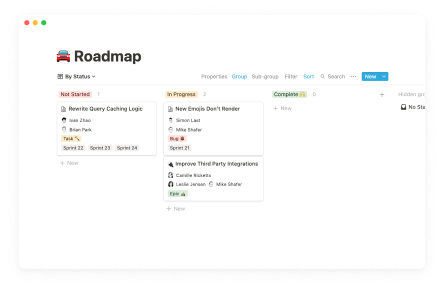 Roadmap
By Status
Properties Group Sub-group Filter Sort Search ··· New
Not Started 1
In Progress 2
Complete 0
+
Hidden gro
Rewrite Query Caching Logic
Ivan Zhao
Brian Park
Task
Sprint 22 Sprint 23 Sprint 24
+ New
New Emojis Don't Render
Simon Last
Mike Shafer
Bug
Sprint 21
Improve Third Party Integrations
Camille Ricketts
Leslie Jensen Mike Shafer
Epic
+ New
+ New
No Sta